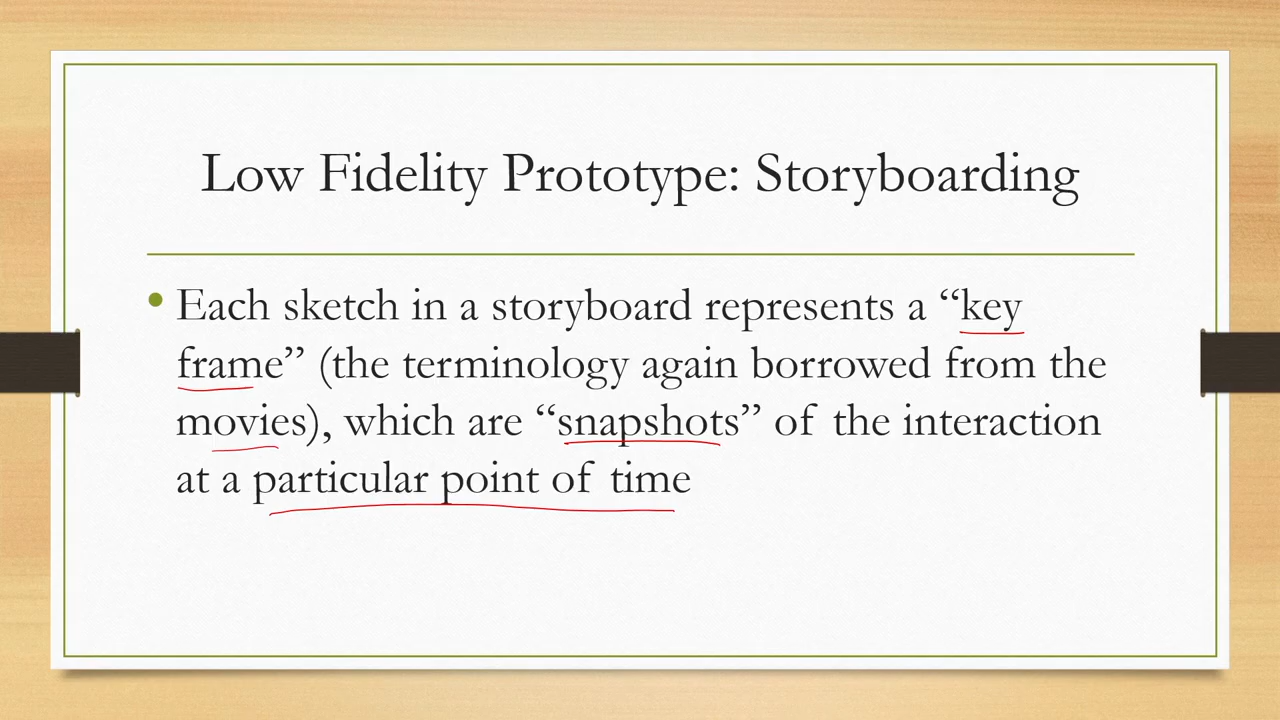 Low Fidelity Prototype: Storyboarding
• Each sketch in a storyboard represents a “key
frame” (the terminology again borrowed from the
movies), which are “snapshots” of the interaction
at a particular point of time